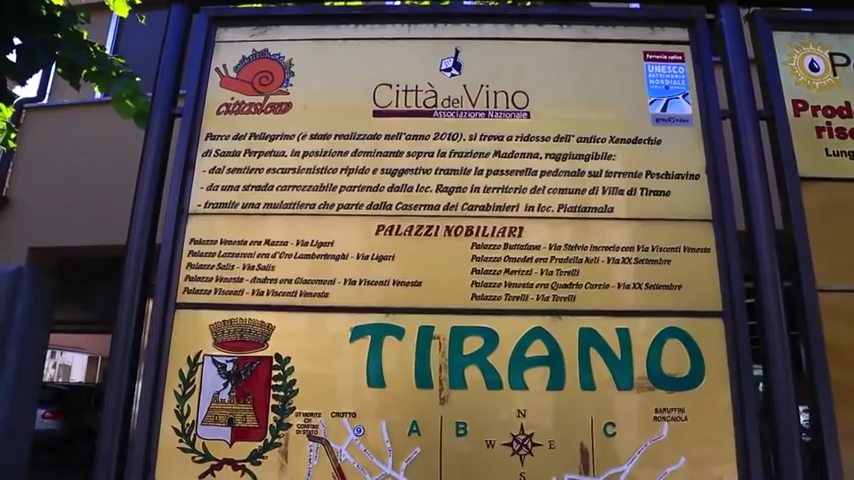 cittaslow
Città del Vino
Associazione Nazionale
UNESCO
PATRIMONIO
MONDIALE
Parco del Pellegrino (è stato realizzato nell'anno 2010), si trova a ridosso dell'antico Xenodochio
di Santa Perpetua, in posizione dominante sopra la frazione Madonna, raggiungibile:
- dal sentiero escursionistico ripido e suggestivo tramite la passerella pedonale sul torrente Poschiavino
- da una strada carrozzabile partendo dalla loc. Ragno in territorio del comune di Villa di Tirano
- tramite una mulattiera che parte dalla Caserma dei Carabinieri in loc. Piattamala
PALAZZI NOBILIARI
Palazzo Venosta ora Mazza - Via Ligari
Palazzo Lazzaroni ora d'Oro Lambertenghi - Via Ligari
Palazzo Salis - Via Salis
Palazzo Venosta - Andres ora Giacomoni - Via Visconti Venosta
Palazzo Visconti - Via Visconti Venosta
Palazzo Buttafava - Via Stelvio incrocio con Via Visconti Venosta
Palazzo Omodei ora Pradella Noli - Via XX Settembre
Palazzo Merizzi - Via Torelli
Palazzo Venosta ora Quadrio Curzio - Via XX Settembre
Palazzo Torelli - Via Torelli
TIRANO
ST MORITZ
CH
CONFINE
DI STATO
CROTTO
9
A
B
C
N
W
E
S
BARUFFINI
RONCAIOLA
Prod
rise
Lung